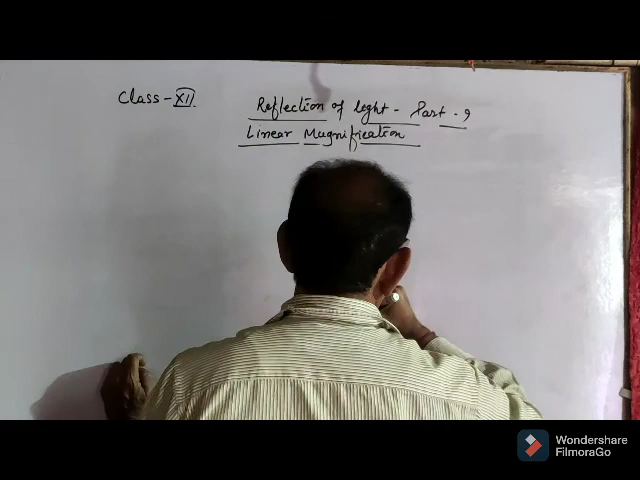 Class - XII
Reflection of light - Part - 9
Linear Magnification
Wondershare
FilmoraGo